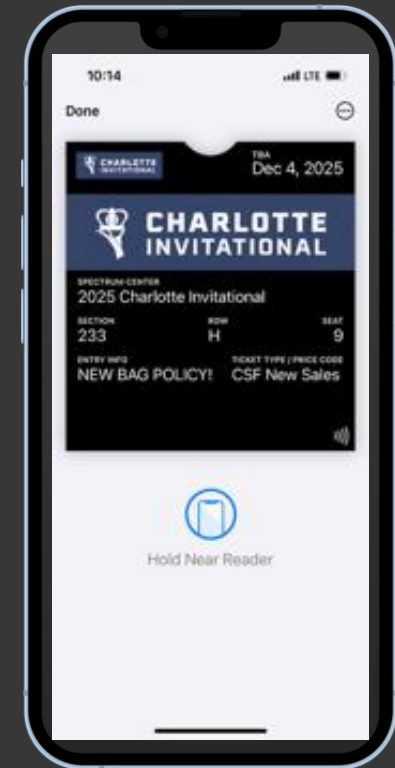 10:14
LTE
Done
CHARLOTTE
INVITATIONAL
TBA
Dec 4, 2025
CHARLOTTE
INVITATIONAL
SPECTRUM CENTER
2025 Charlotte Invitational
SECTION ROW SEAT
233 H 9
ENTRY INFO TICKET TYPE / PRICE CODE
NEW BAG POLICY! CSF New Sales
Hold Near Reader